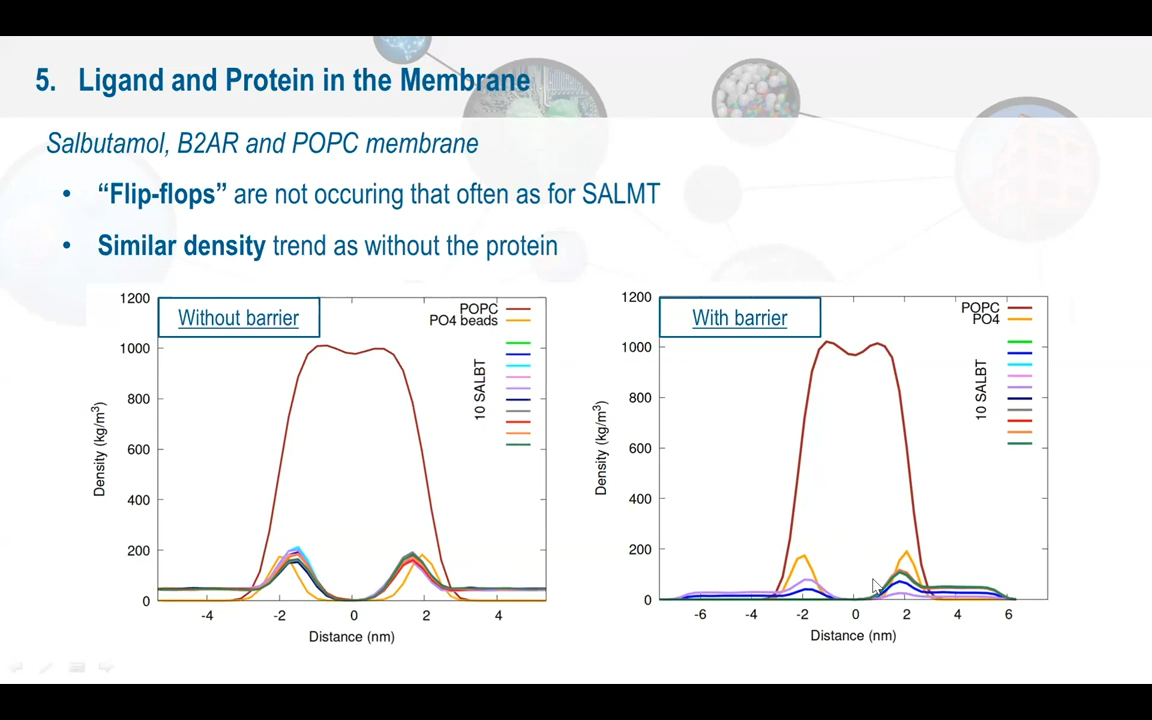 5. Ligand and Protein in the Membrane
Salbutamol, B2AR and POPC membrane
• “Flip-flops” are not occuring that often as for SALMT
• Similar density trend as without the protein
Without barrier
1200
1000
800
600
400
200
0
Density (kg/m³)
POPC
PO4 beads
10 SALBT
-4 -2 0 2 4
Distance (nm)
With barrier
1200
1000
800
600
400
200
0
Density (kg/m³)
POPC
PO4
10 SALBT
-6 -4 -2 0 2 4 6
Distance (nm)